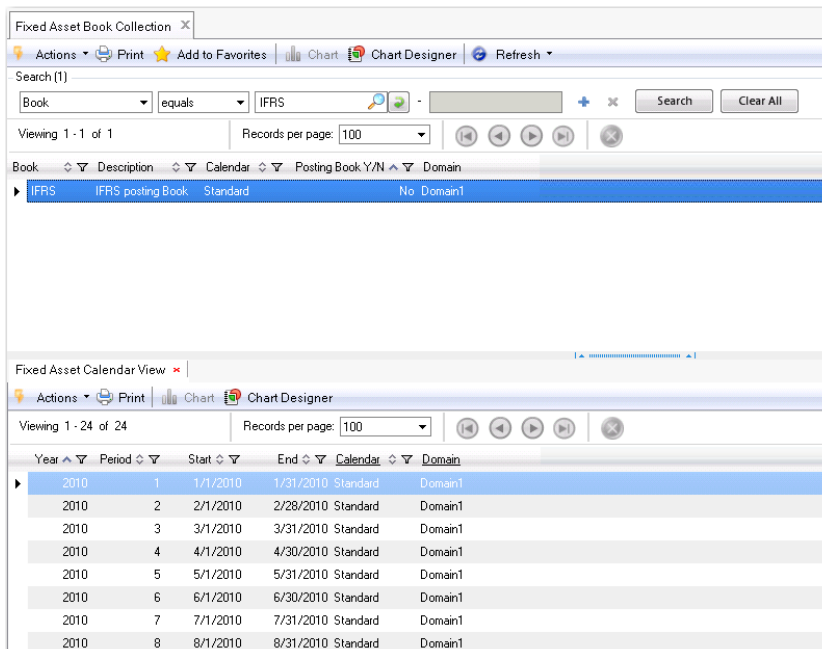 Fixed Asset Book Collection
Actions Print Add to Favorites Chart Chart Designer Refresh
Search (1)
Book equals IFRS - Search Clear All
Viewing 1 - 1 of 1 Records per page: 100
Book Description Calendar Posting Book Y/N Domain
IFRS IFRS posting Book Standard No Domain1
Fixed Asset Calendar View
Actions Print Chart Chart Designer
Viewing 1 - 24 of 24 Records per page: 100
Year Period Start End Calendar Domain
2010 1 1/1/2010 1/31/2010 Standard Domain1
2010 2 2/1/2010 2/28/2010 Standard Domain1
2010 3 3/1/2010 3/31/2010 Standard Domain1
2010 4 4/1/2010 4/30/2010 Standard Domain1
2010 5 5/1/2010 5/31/2010 Standard Domain1
2010 6 6/1/2010 6/30/2010 Standard Domain1
2010 7 7/1/2010 7/31/2010 Standard Domain1
2010 8 8/1/2010 8/31/2010 Standard Domain1